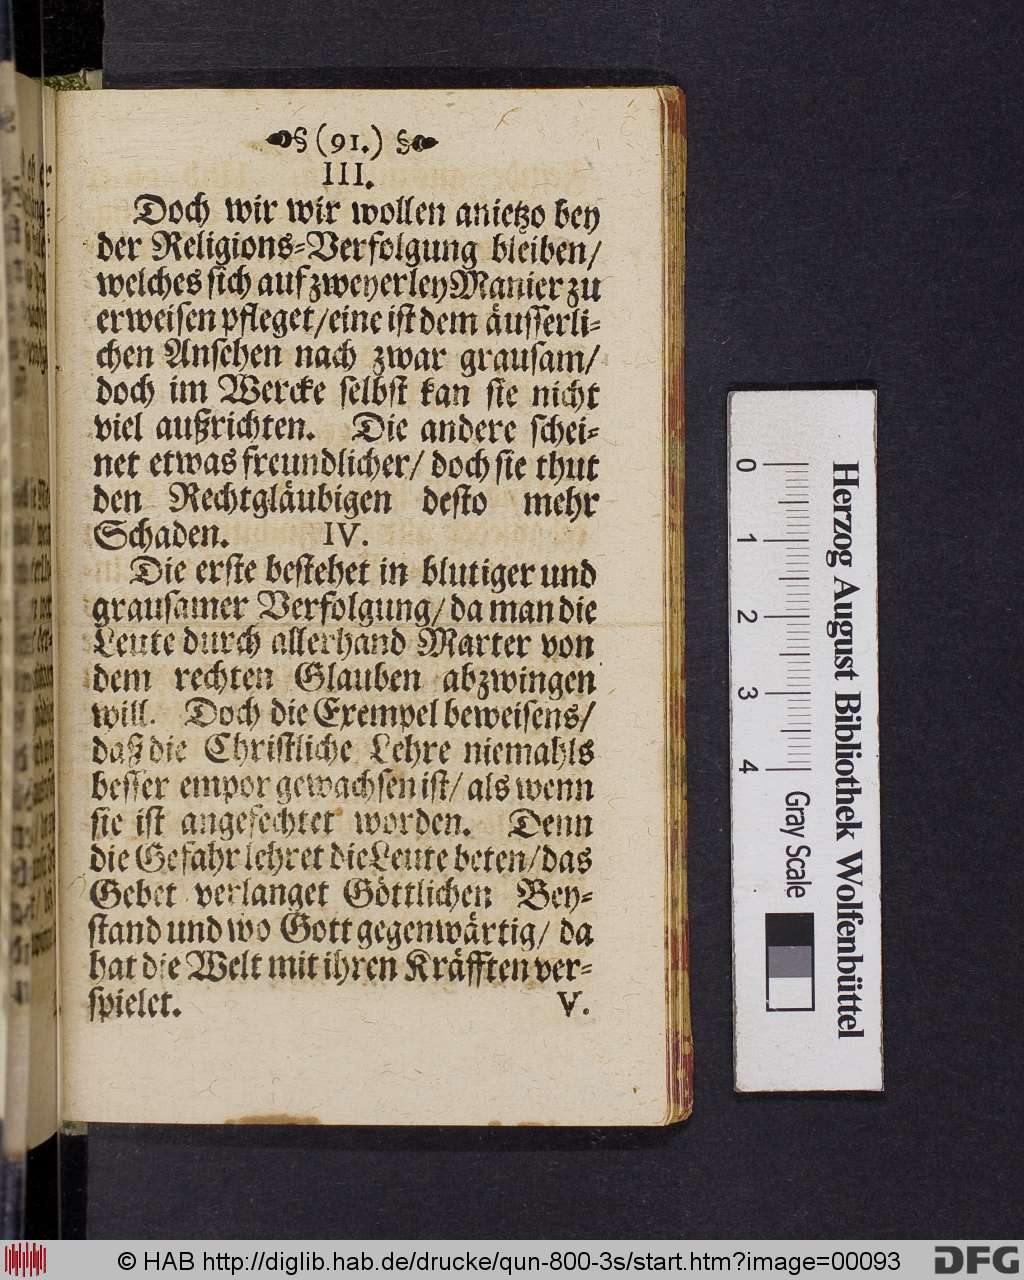 § (91.) §
III.
Doch wir wir wollen anietzo bey
der Religions-Verfolgung bleiben/
welches sich auf zweyerley Manier zu
erweisen pfleget/ eine ist dem äusserli-
chen Ansehen nach zwar grausam/
doch im Wercke selbst kan sie nicht
viel außrichten. Die andere schei-
net etwas freundlicher/ doch sie thut
den Rechtgläubigen desto mehr
Schaden. IV.
Die erste bestehet in blutiger und
grausamer Verfolgung/ da man die
Leute durch allerhand Marter von
dem rechten Glauben abzwingen
will. Doch die Exempel beweisens/
daß die Christliche Lehre niemahls
besser empor gewachsen ist/ als wenn
sie ist angefechtet worden. Denn
die Gefahr lehret die Leute beten/ das
Gebet verlanget Göttlichen Bey-
stand und wo Gott gegenwärtig/ da
hat die Welt mit ihren Kräfften ver-
spielet. V.
Herzog August Bibliothek Wolfenbüttel
0 1 2 3 4 Gray Scale
© HAB http://diglib.hab.de/drucke/qun-800-3s/start.htm?image=00093
DFG